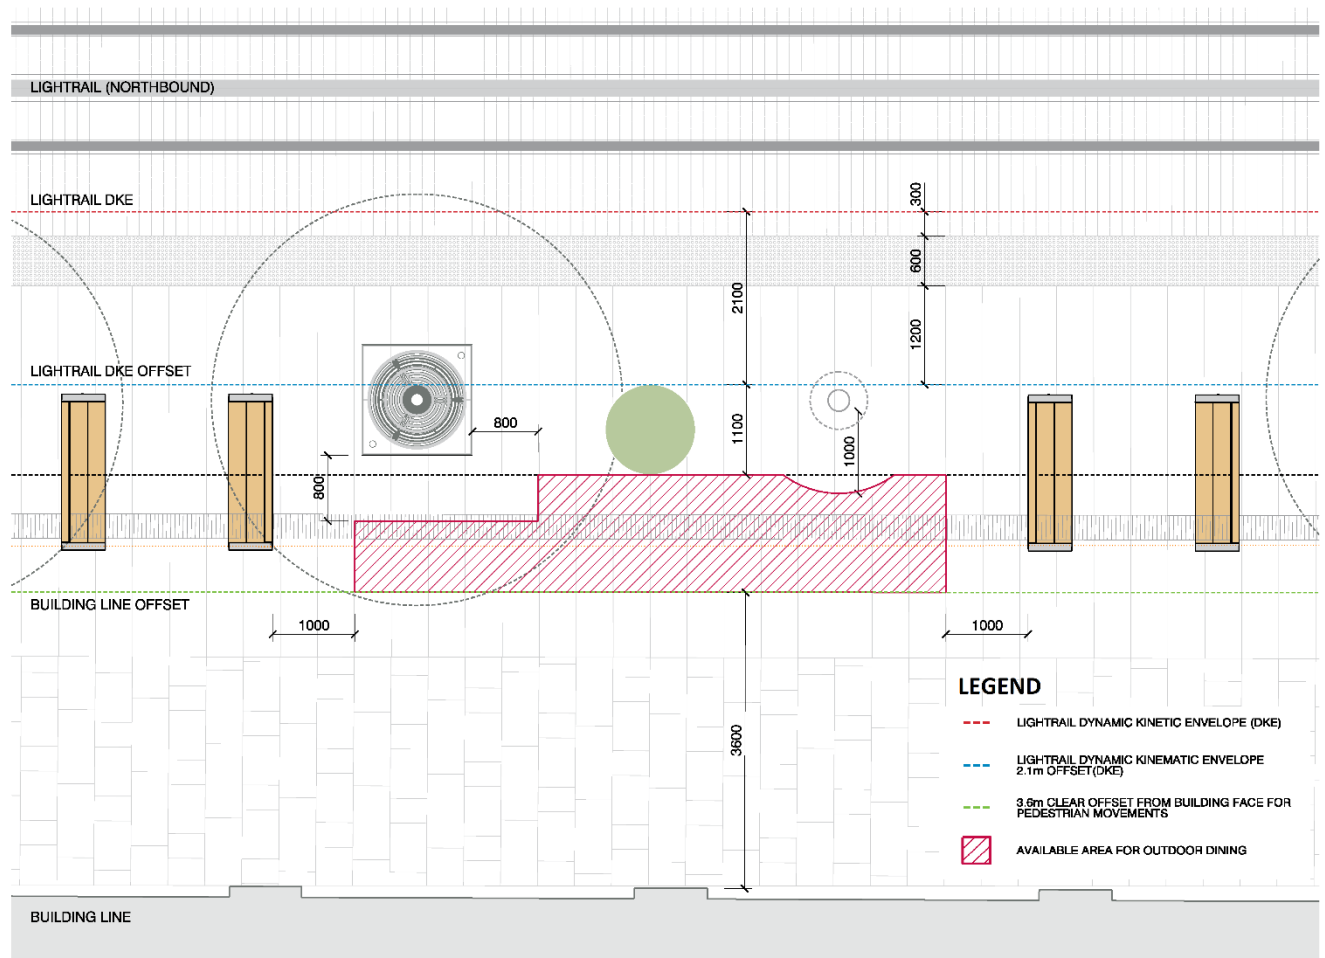 LIGHTRAIL (NORTHBOUND)
LIGHTRAIL DKE
300
600
2100
1200
LIGHTRAIL DKE OFFSET
800
1100
1000
800
BUILDING LINE OFFSET
1000
1000
LEGEND
LIGHTRAIL DYNAMIC KINETIC ENVELOPE (DKE)
3600
LIGHTRAIL DYNAMIC KINEMATIC ENVELOPE
2.1m OFFSET(DKE)
3.6m CLEAR OFFSET FROM BUILDING FACE FOR
PEDESTRIAN MOVEMENTS
AVAILABLE AREA FOR OUTDOOR DINING
BUILDING LINE